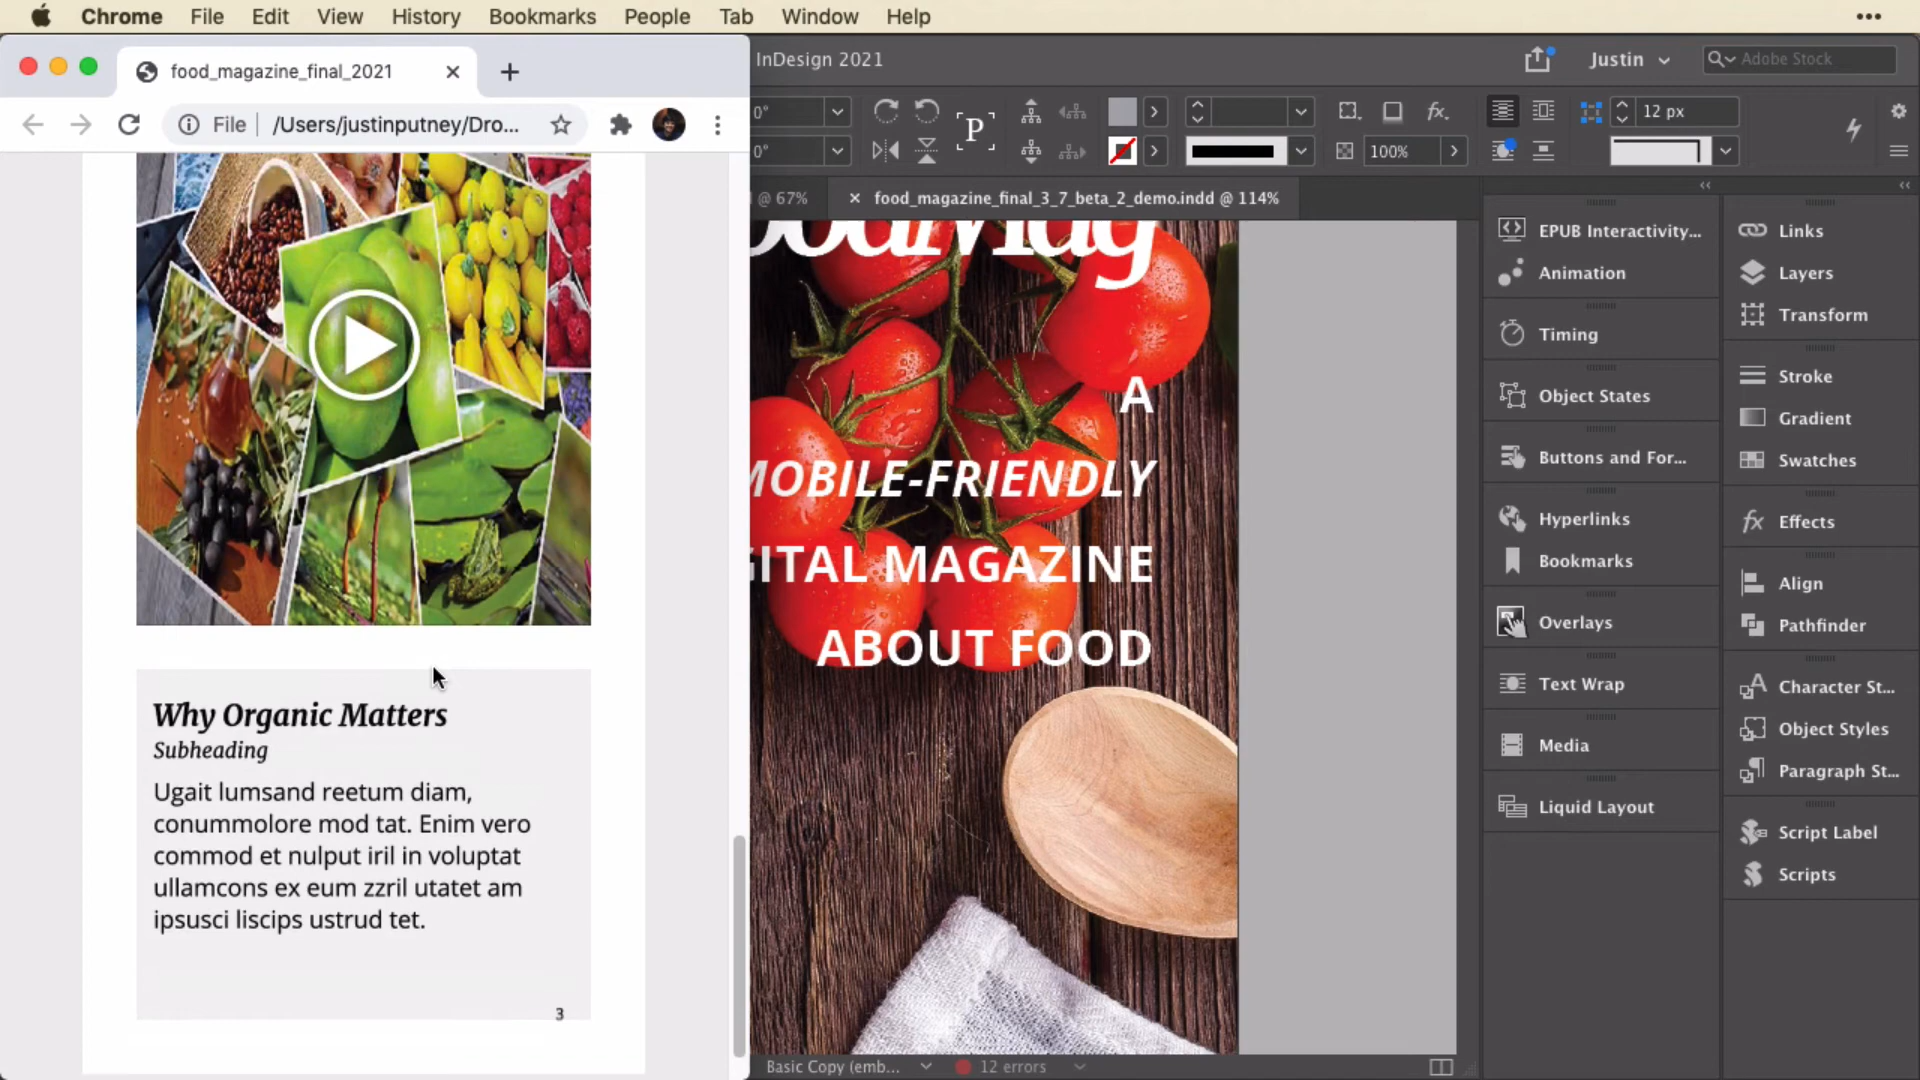 Chrome File Edit View History Bookmarks People Tab Window Help
food_magazine_final_2021
File /Users/justinputney/Dro...
InDesign 2021
Justin
Adobe Stock
0°
P
fx.
12 px
0°
100%
@ 67%
food_magazine_final_3_7_beta_2_demo.indd @ 114%
A
MOBILE-FRIENDLY
GITAL MAGAZINE
ABOUT FOOD
Why Organic Matters
Subheading
Ugait lumsand reetum diam,
conummolore mod tat. Enim vero
commod et nulput iril in voluptat
ullamcons ex eum zzril utatet am
ipsusci liscips ustrud tet.
3
Basic Copy (emb...
12 errors
EPUB Interactivity...
Animation
Timing
Object States
Buttons and For...
Hyperlinks
Bookmarks
Overlays
Text Wrap
Media
Liquid Layout
Links
Layers
Transform
Stroke
Gradient
Swatches
fx Effects
Align
Pathfinder
Character St...
Object Styles
Paragraph St...
Script Label
Scripts